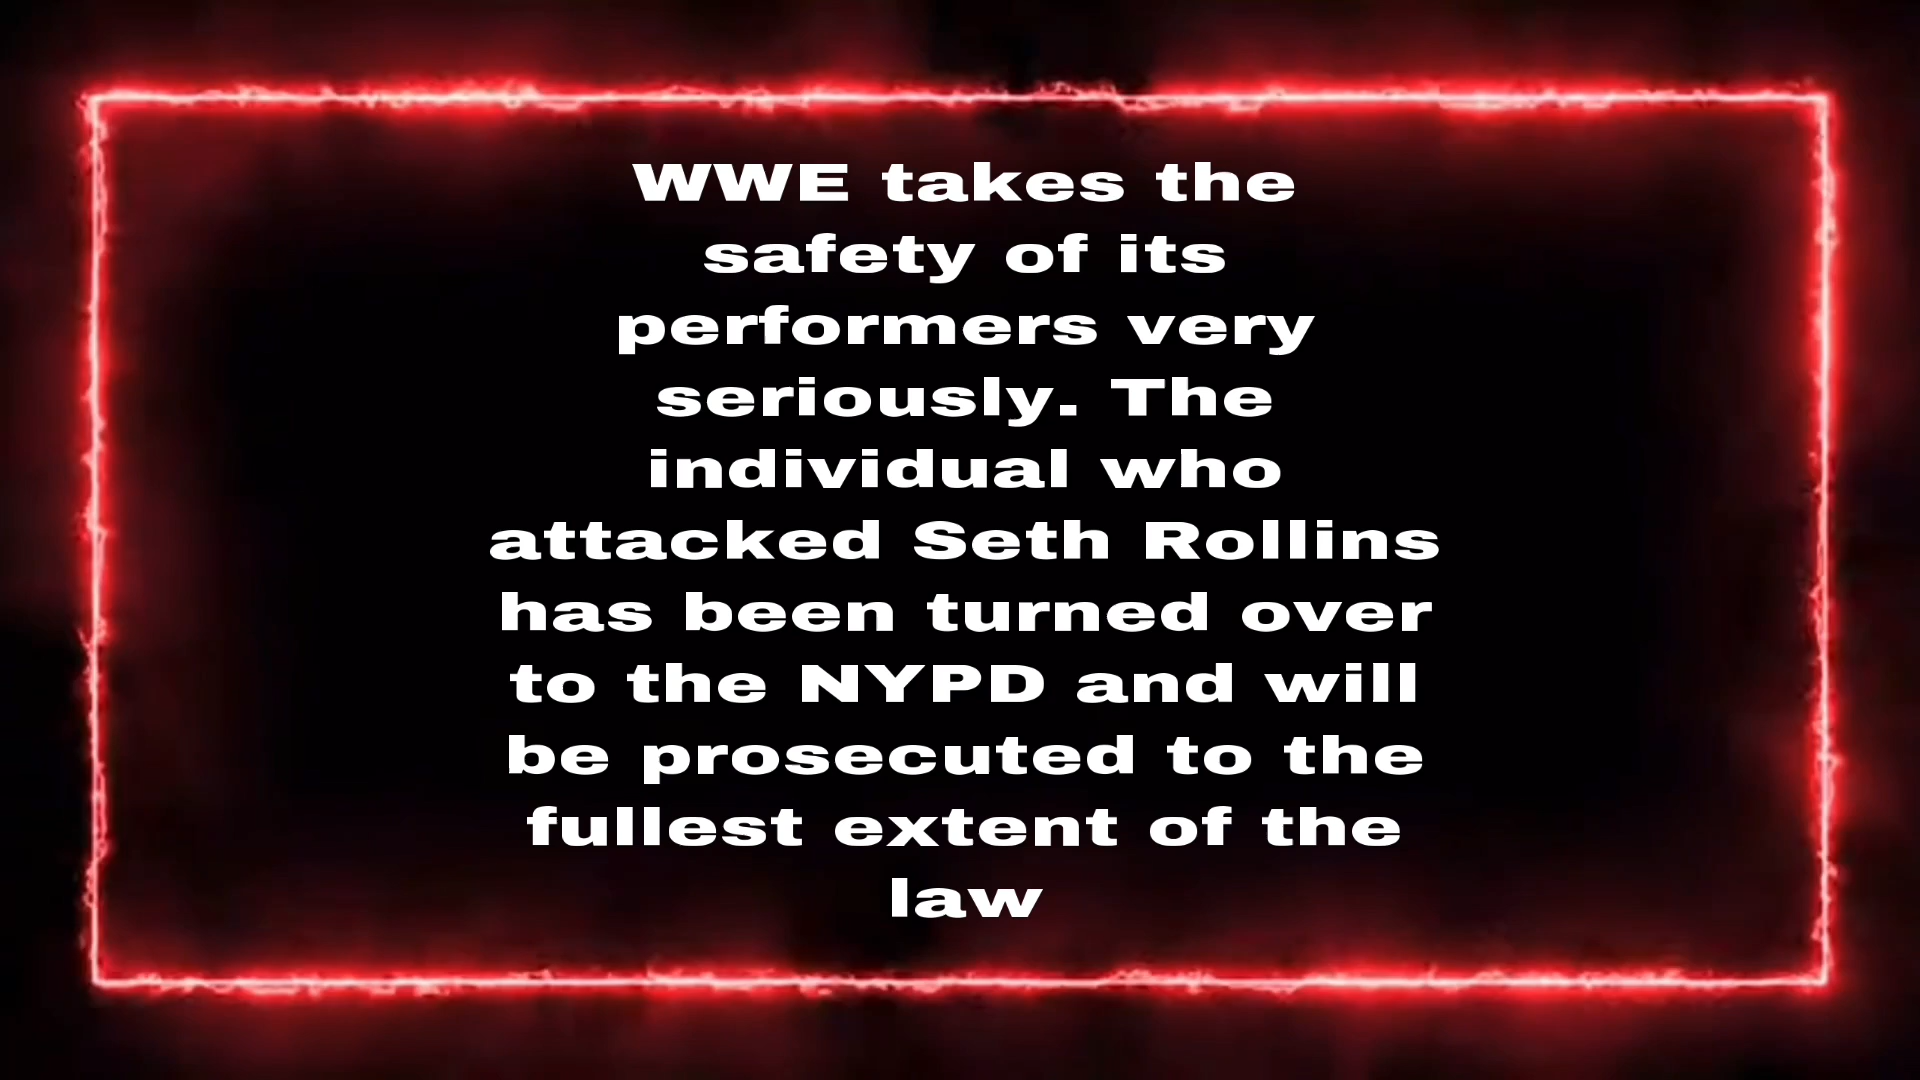 WWE takes the
safety of its
performers very
seriously. The
individual who
attacked Seth Rollins
has been turned over
to the NYPD and will
be prosecuted to the
fullest extent of the
law